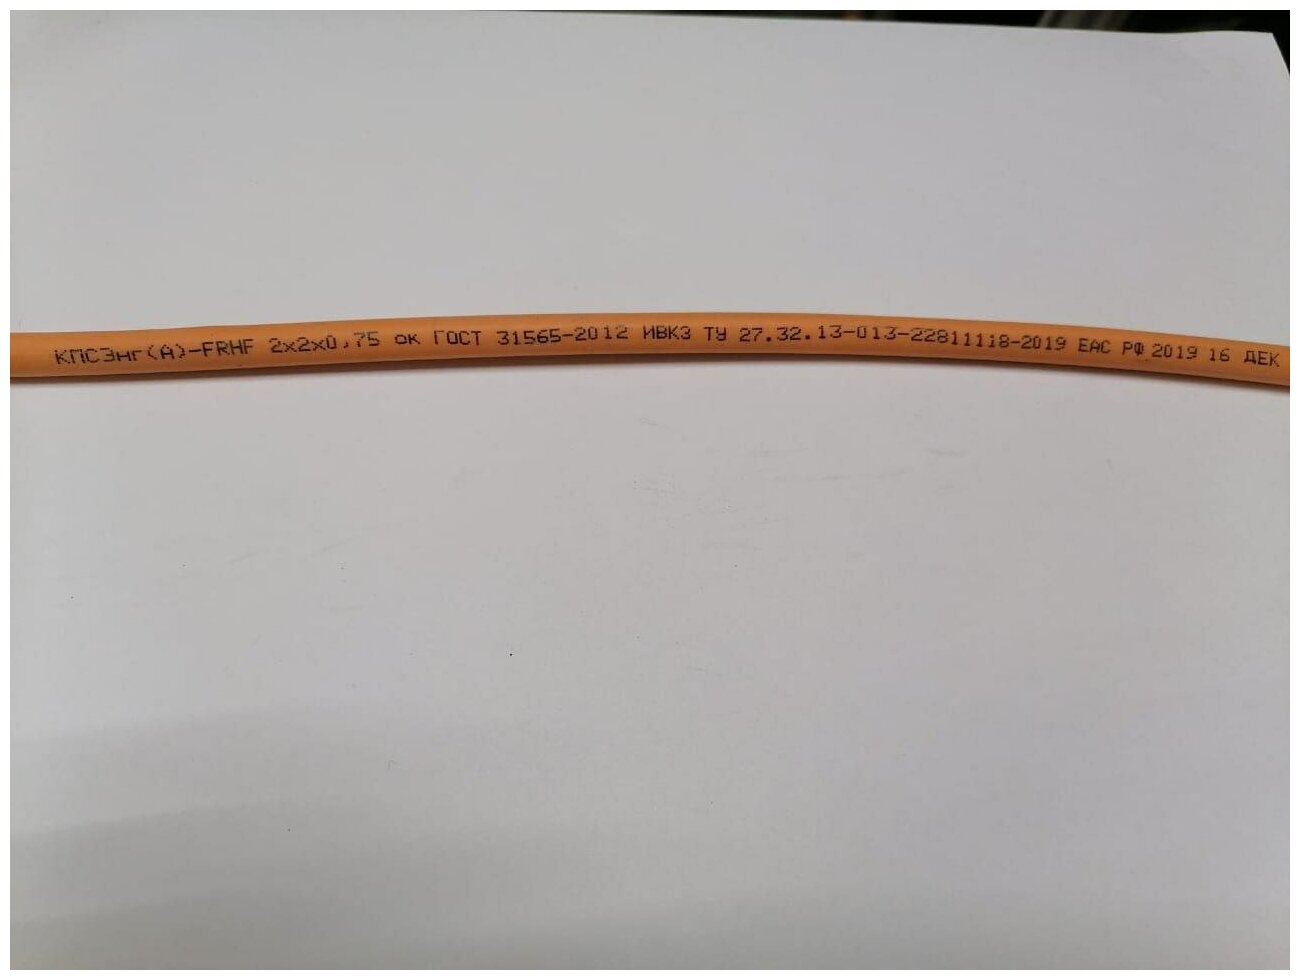 КПСЭнг(А)-FRHF 2х2х0,75 ок ГОСТ 31565-2012 ИВКЗ ТУ 27.32.13-013-22811118-2019 ЕАС РФ 2019 16 ДЕК